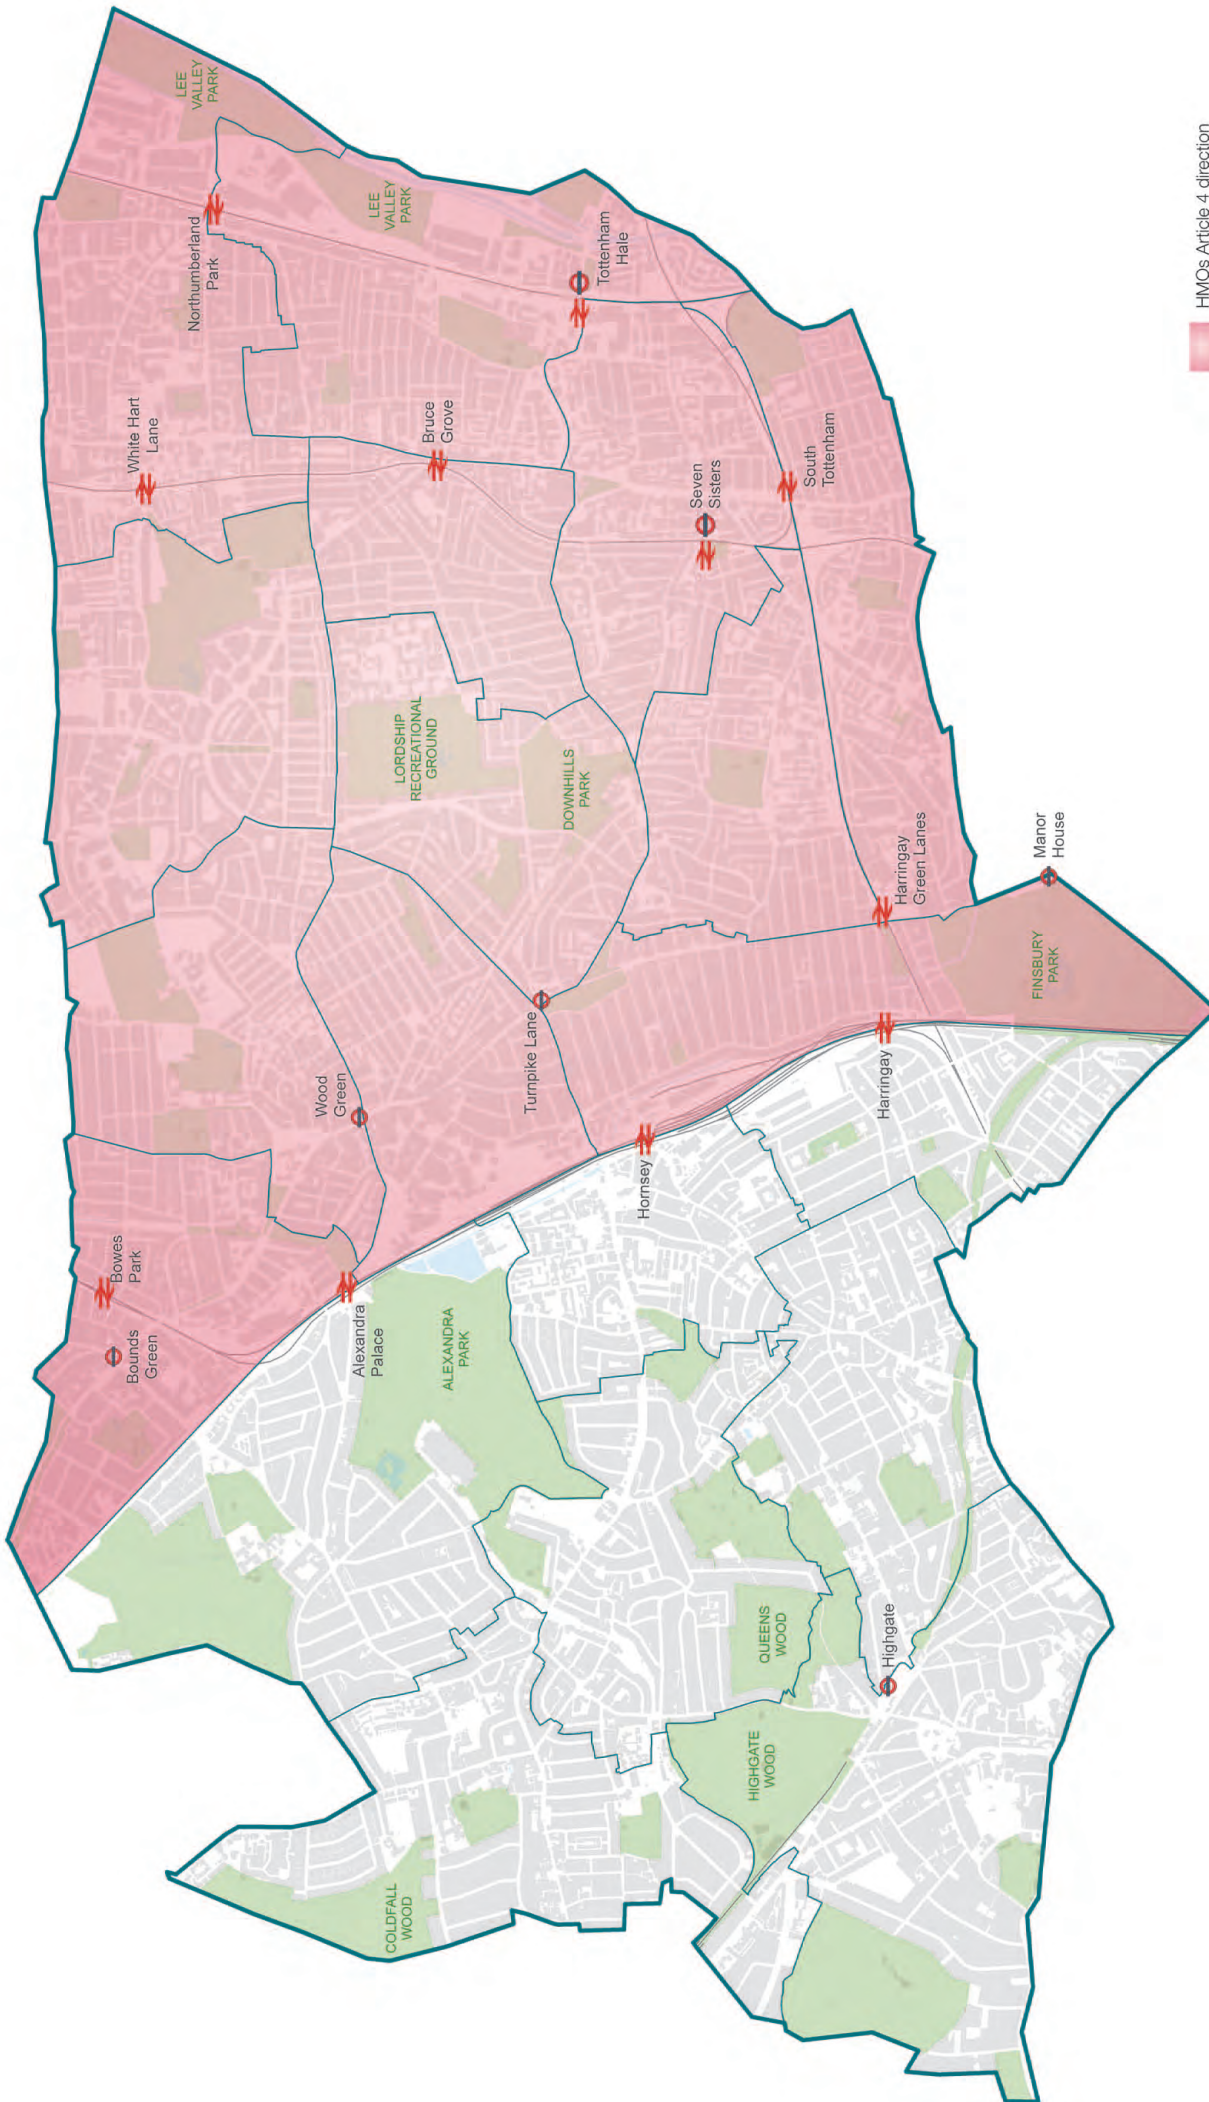 LEE
VALLEY
PARK
LEE
VALLEY
PARK
Northumberland
Park
Tottenham
Hale
White Hart
Lane
Bruce
Grove
Seven
Sisters
South
Tottenham
LORDSHIP
RECREATIONAL
GROUND
DOWNHILLS
PARK
Harringay
Green Lanes
Manor
House
FINSBURY
PARK
Wood
Green
Turnpike Lane
Harringay
Hornsey
Bowes
Park
Bounds
Green
Alexandra
Palace
ALEXANDRA
PARK
QUEENS
WOOD
Highgate
HIGHGATE
WOOD
COLDFALL
WOOD
HMOs Article 4 direction